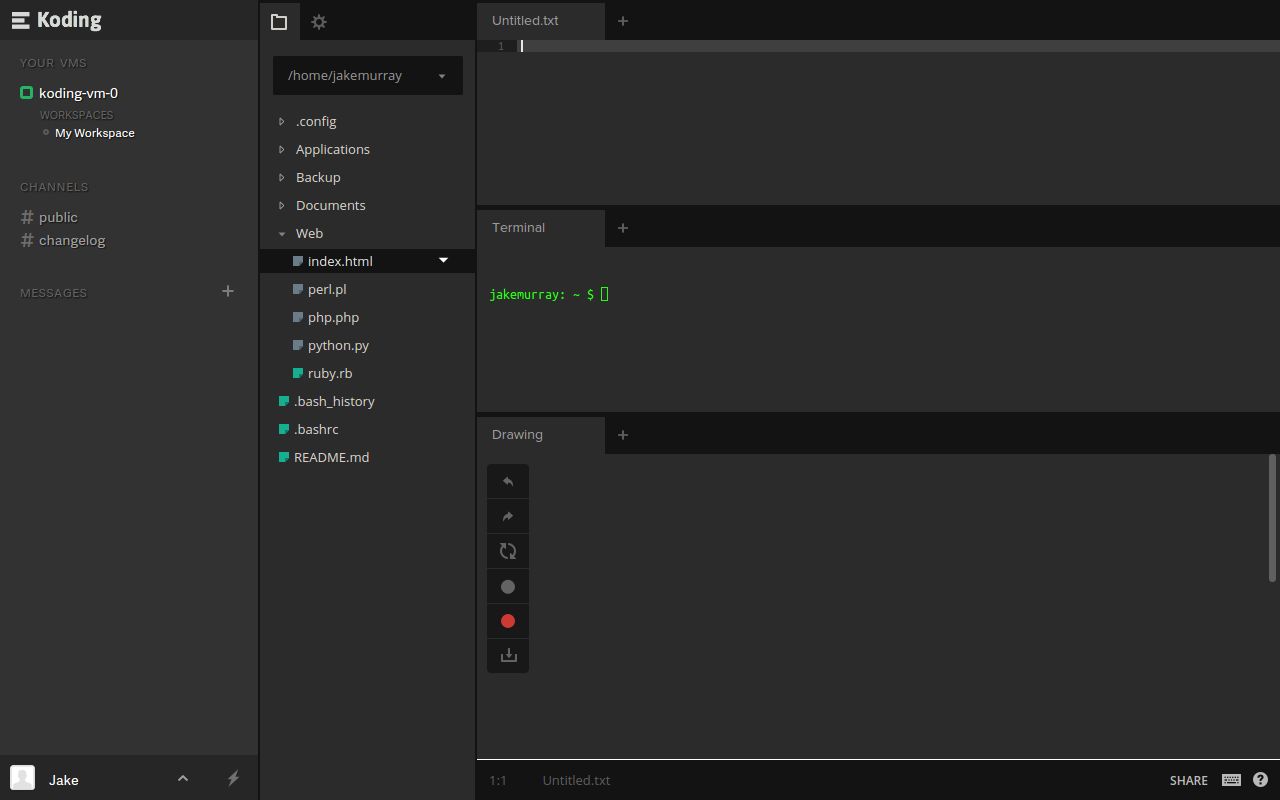 Koding
YOUR VMS
koding-vm-0
WORKSPACES
My Workspace
CHANNELS
# public
# changelog
MESSAGES
Jake
/home/jakemurray
.config
Applications
Backup
Documents
Web
index.html
perl.pl
php.php
python.py
ruby.rb
.bash_history
.bashrc
README.md
Untitled.txt
1
Terminal
jakemurray: ~ $
Drawing
1:1 Untitled.txt
SHARE